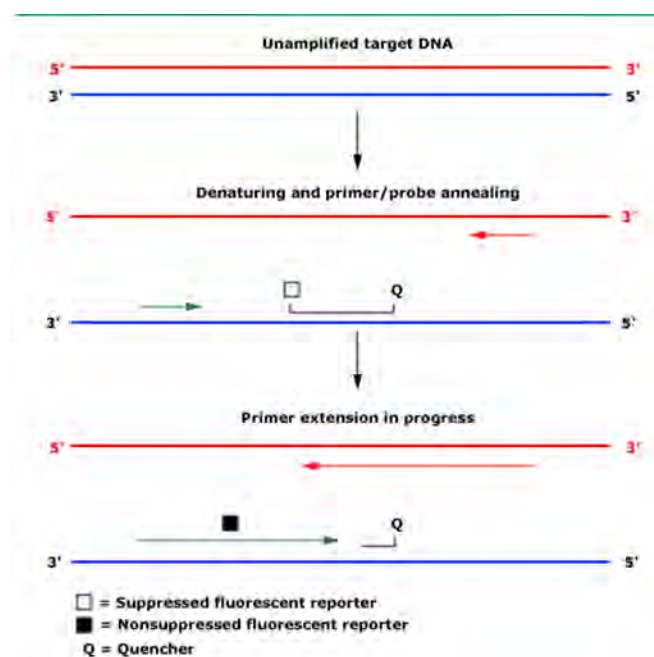 Unamplified target DNA
5' 3'
3' 5'
Denaturing and primer/probe annealing
5' 3'
Q
3' 5'
Primer extension in progress
5' 3'
Q
3' 5'
= Suppressed fluorescent reporter
= Nonsuppressed fluorescent reporter
Q = Quencher